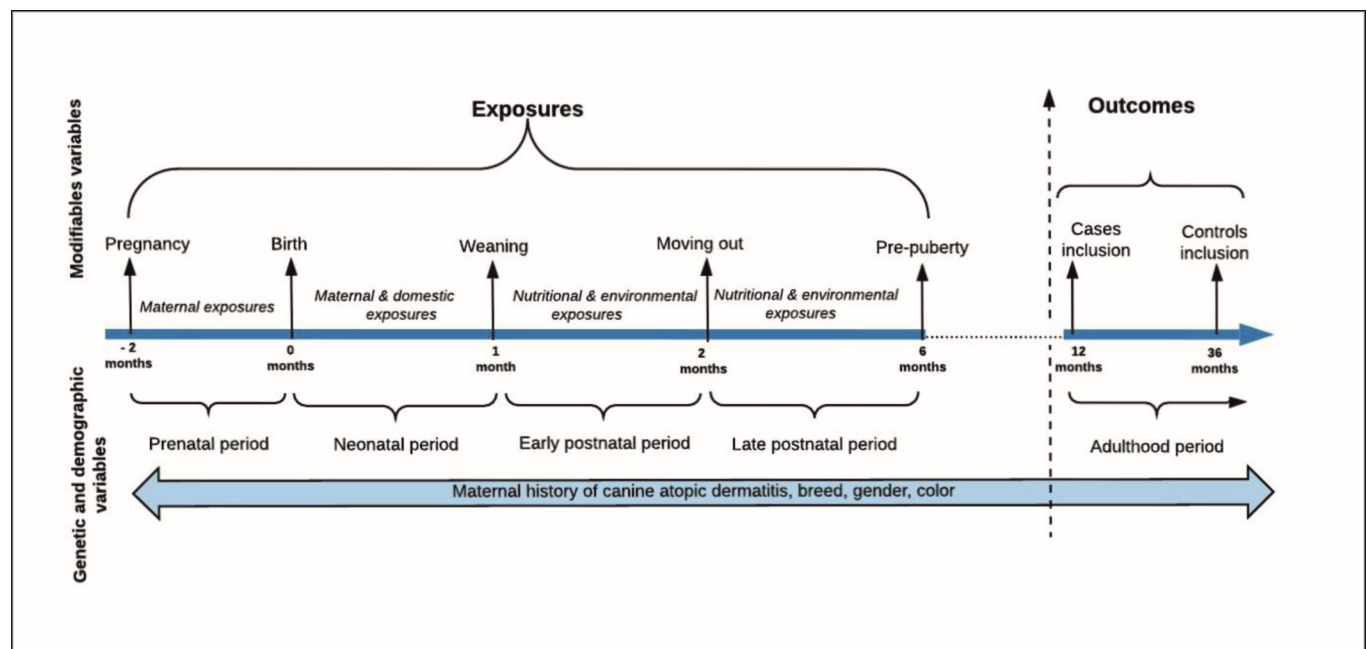 Modifiables variables
Exposures
Outcomes
Pregnancy
Birth
Weaning
Moving out
Pre-puberty
Cases
inclusion
Controls
inclusion
Maternal exposures
Maternal & domestic
exposures
Nutritional & environmental
exposures
Nutritional & environmental
exposures
- 2
months
0
months
1
month
2
months
6
months
12
months
36
months
Genetic and demographic
variables
Prenatal period
Neonatal period
Early postnatal period
Late postnatal period
Adulthood period
Maternal history of canine atopic dermatitis, breed, gender, color